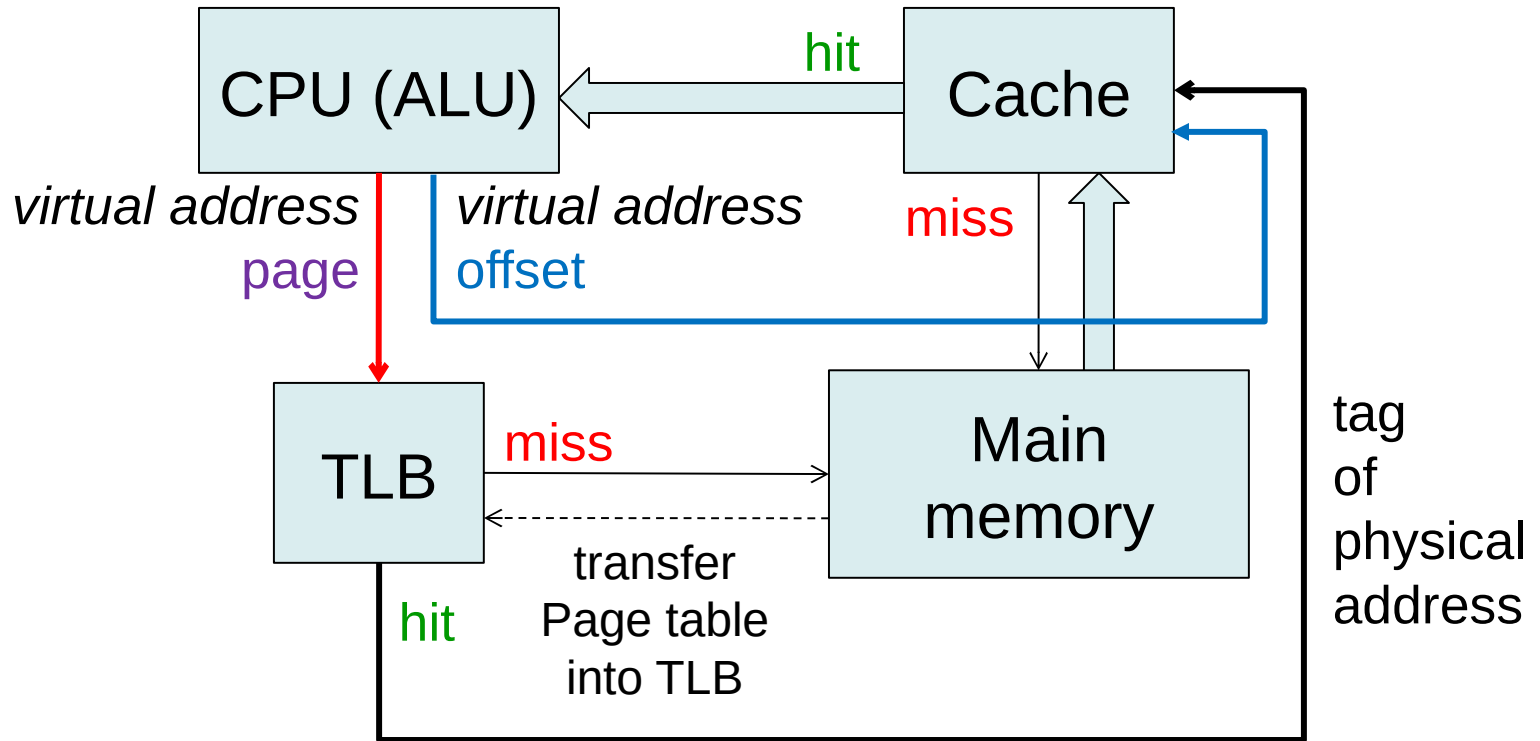 CPU (ALU)
hit
Cache
virtual address
page
virtual address
offset
miss
TLB
miss
Main
memory
transfer
Page table
into TLB
hit
tag
of
physical
address